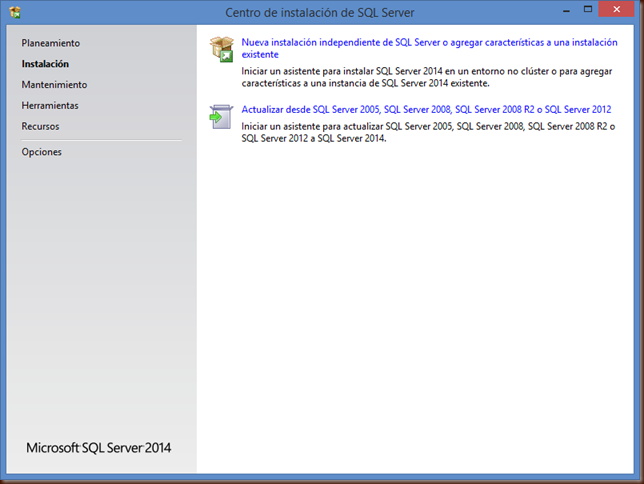 Centro de instalación de SQL Server
Planeamiento
Instalación
Mantenimiento
Herramientas
Recursos
Opciones
Nueva instalación independiente de SQL Server o agregar características a una instalación
existente
Iniciar un asistente para instalar SQL Server 2014 en un entorno no clúster o para agregar
características a una instancia de SQL Server 2014 existente.
Actualizar desde SQL Server 2005, SQL Server 2008, SQL Server 2008 R2 o SQL Server 2012
Iniciar un asistente para actualizar SQL Server 2005, SQL Server 2008, SQL Server 2008 R2 o
SQL Server 2012 a SQL Server 2014.
Microsoft SQL Server 2014